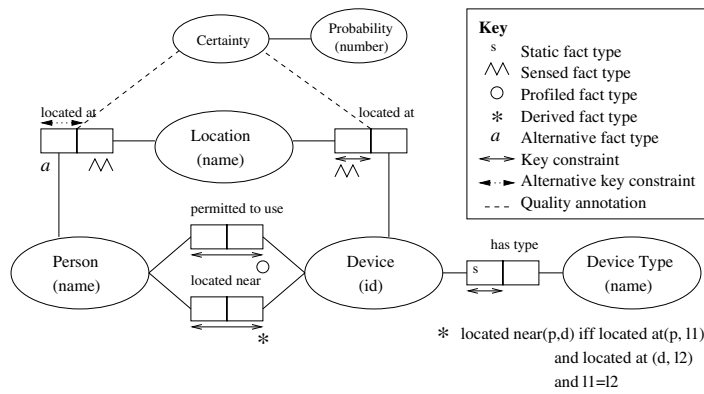 Certainty
Probability
(number)
located at
located at
Location
(name)
a
permitted to use
Person
(name)
located near
Device
(id)
has type
s
Device Type
(name)
*
* located near(p,d) iff located at(p, l1)
and located at (d, l2)
and l1=l2
Key
s Static fact type
Sensed fact type
Profiled fact type
* Derived fact type
a Alternative fact type
Key constraint
Alternative key constraint
Quality annotation